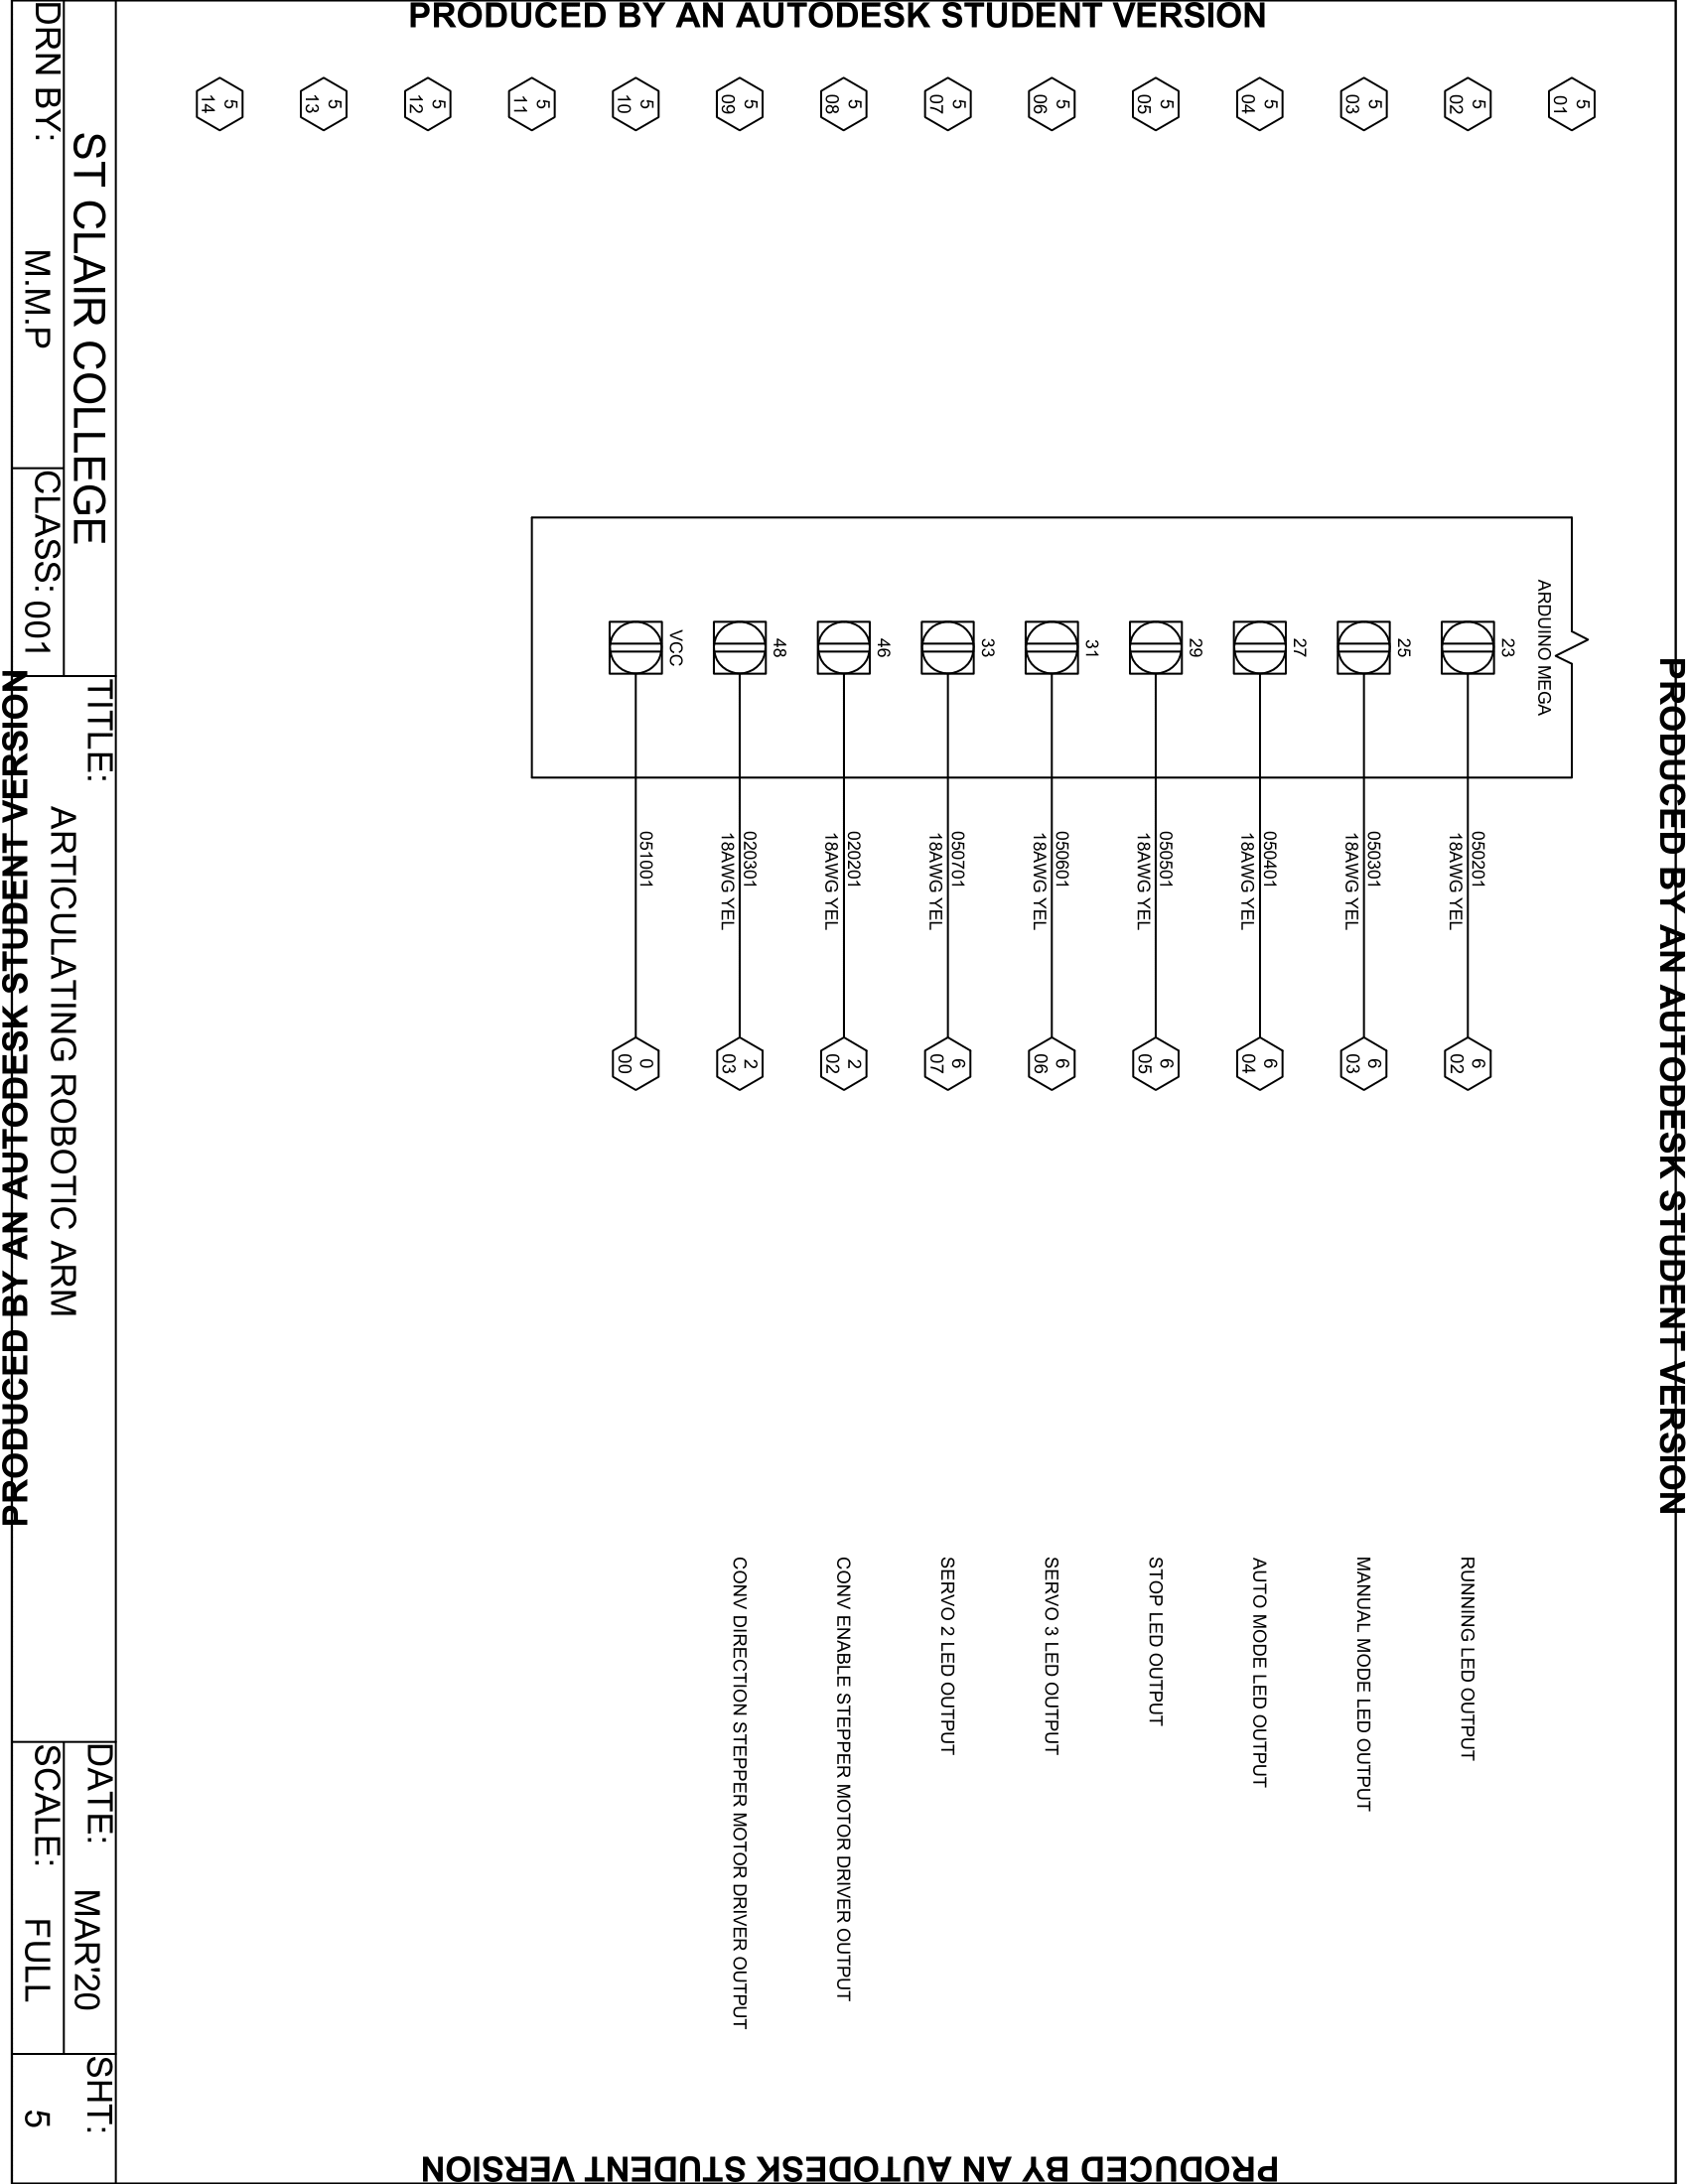 PRODUCED BY AN AUTODESK STUDENT VERSION
PRODUCED BY AN AUTODESK STUDENT VERSION
PRODUCED BY AN AUTODESK STUDENT VERSION
PRODUCED BY AN AUTODESK STUDENT VERSION
5
01
ARDUINO MEGA
5
02
23
050201
18AWG YEL
6
02
RUNNING LED OUTPUT
5
03
25
050301
18AWG YEL
6
03
MANUAL MODE LED OUTPUT
5
04
27
050401
18AWG YEL
6
04
AUTO MODE LED OUTPUT
5
05
29
050501
18AWG YEL
6
05
STOP LED OUTPUT
5
06
31
050601
18AWG YEL
6
06
SERVO 3 LED OUTPUT
5
07
33
050701
18AWG YEL
6
07
SERVO 2 LED OUTPUT
5
08
46
020201
18AWG YEL
2
02
CONV ENABLE STEPPER MOTOR DRIVER OUTPUT
5
09
48
020301
18AWG YEL
2
03
CONV DIRECTION STEPPER MOTOR DRIVER OUTPUT
5
10
VCC
051001
0
00
5
11
5
12
5
13
5
14
ST CLAIR COLLEGE
DRN BY: M.M.P
CLASS: 001
TITLE:
ARTICULATING ROBOTIC ARM
DATE: MAR'20
SCALE: FULL
SHT:
5